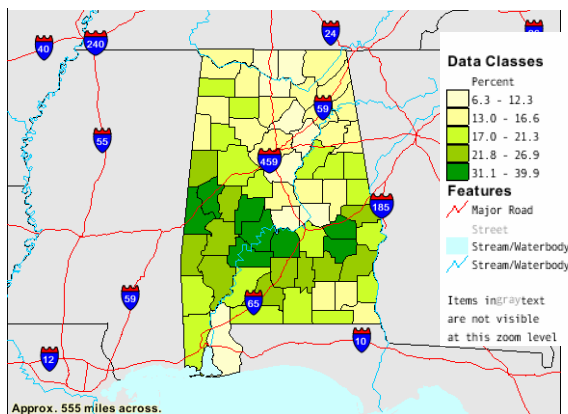 24
40
240
Data Classes
Percent
6.3 - 12.3
13.0 - 16.6
17.0 - 21.3
21.8 - 26.9
31.1 - 39.9
59
55
459
Features
185
Major Road
Street
Stream/Waterbody
Stream/Waterbody
59
65
Items in gray text
are not visible
at this zoom level
12
10
Approx. 555 miles across.